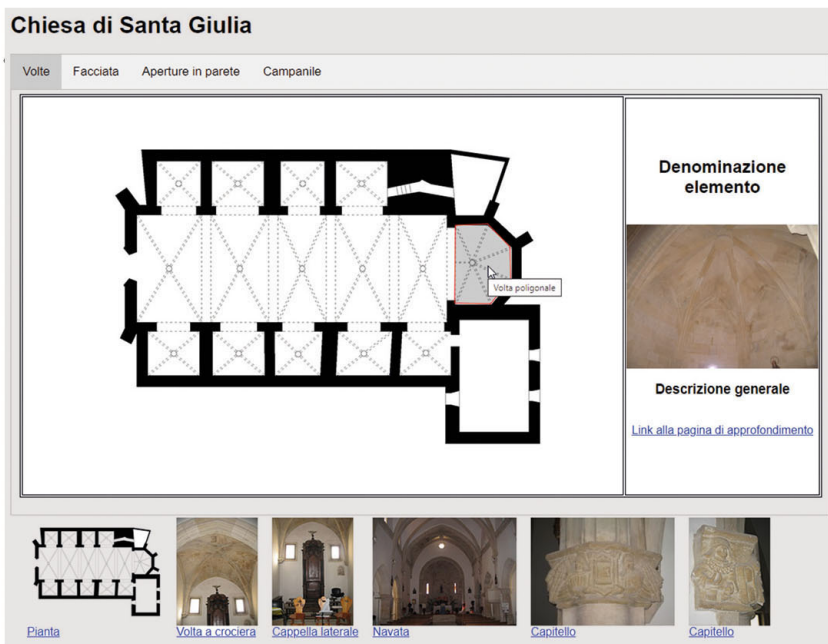 Chiesa di Santa Giulia
Volte Facciata Aperture in parete Campanile
Denominazione
elemento
Volta poligonale
Descrizione generale
Link alla pagina di approfondimento
Pianta Volta a crociera Cappella laterale Navata Capitello Capitello